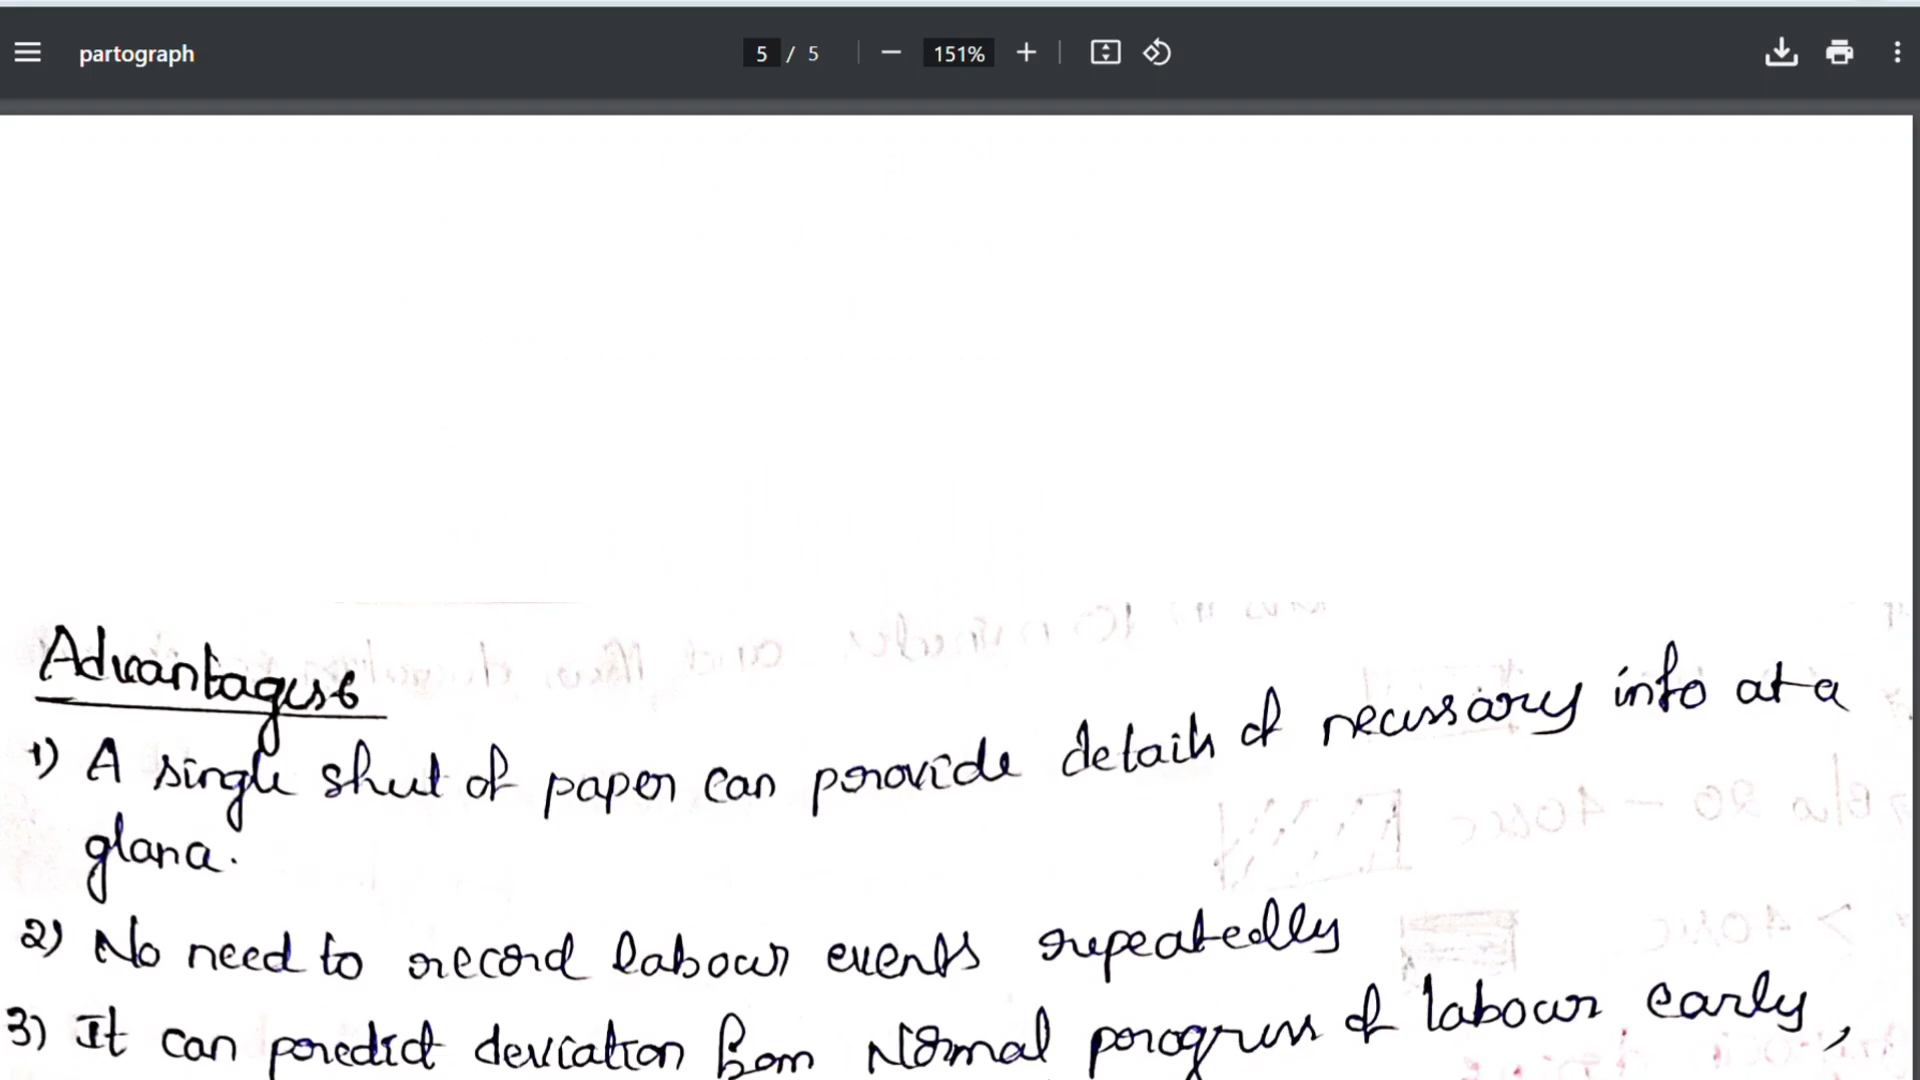 partograph
5 / 5
151%
Advantages
1) A single sheet of paper can provide details of necessary info at a
glance.
2) No need to record labour events repeatedly
3) It can predict deviation from Normal progress of labour early,